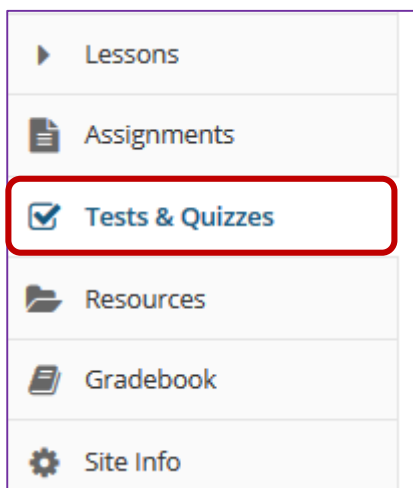 Lessons
Assignments
Tests & Quizzes
Resources
Gradebook
Site Info